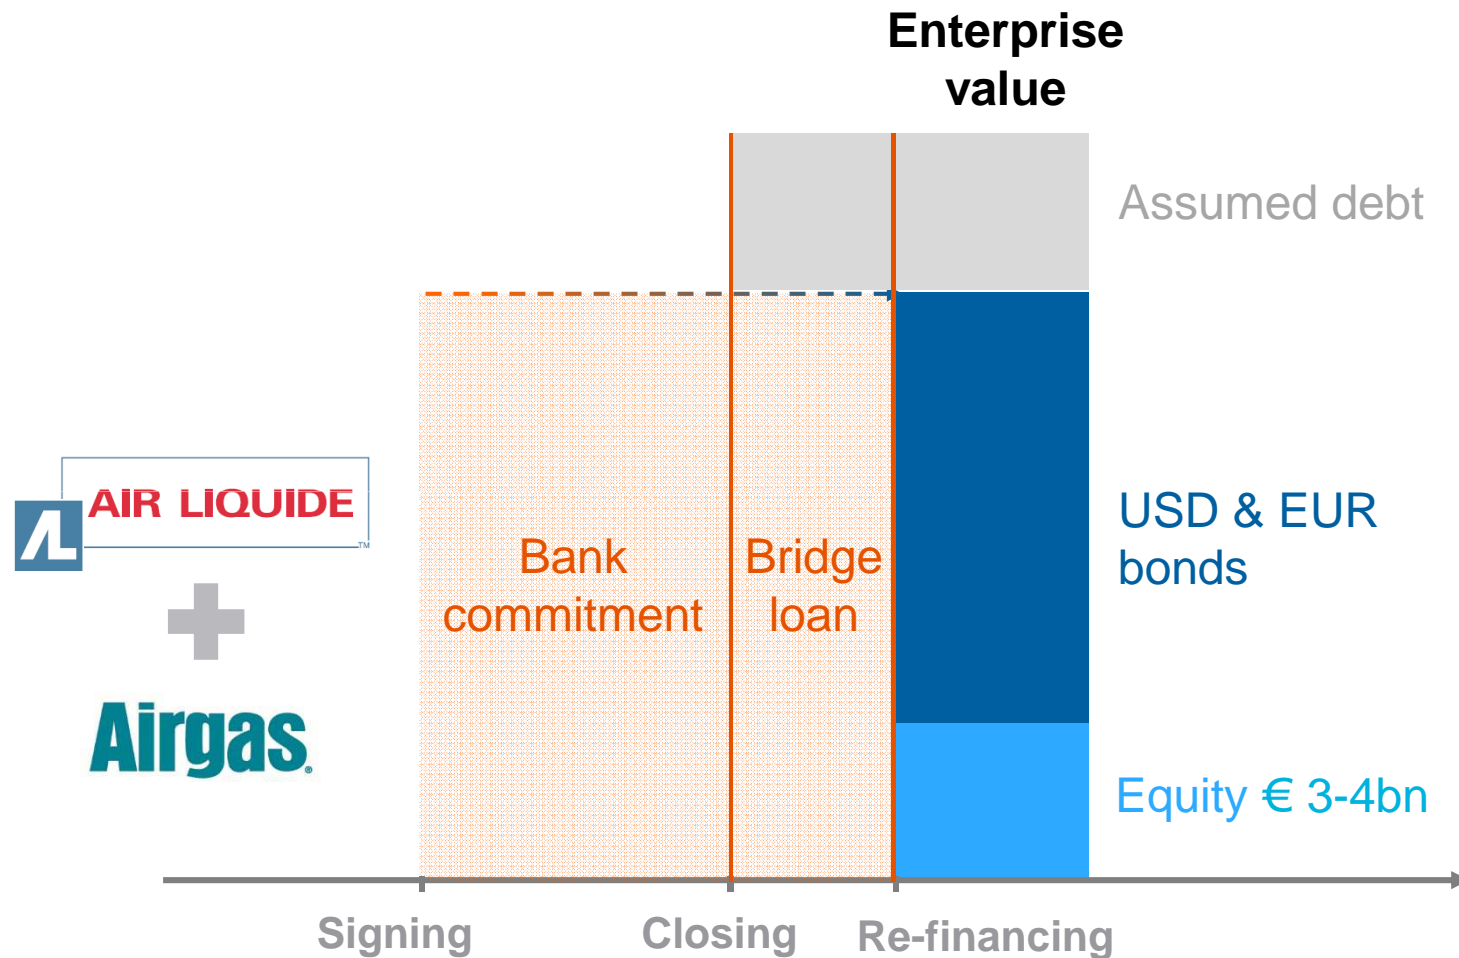 Enterprise
value
Assumed debt
AIR LIQUIDE
TM
USD & EUR
bonds
Bank
commitment
Bridge
loan
Airgas
Equity € 3-4bn
Signing
Closing
Re-financing